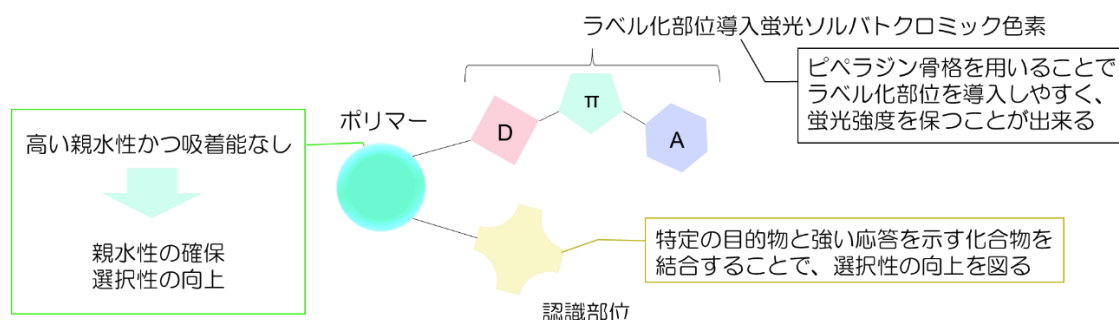 ラベル化部位導入蛍光ソルバトクロミック色素
ピペラジン骨格を用いることで
ラベル化部位を導入しやすく、
蛍光強度を保つことが出来る
π
D
A
ポリマー
高い親水性かつ吸着能なし
親水性の確保
選択性の向上
特定の目的物と強い応答を示す化合物を
結合することで、選択性の向上を図る
認識部位